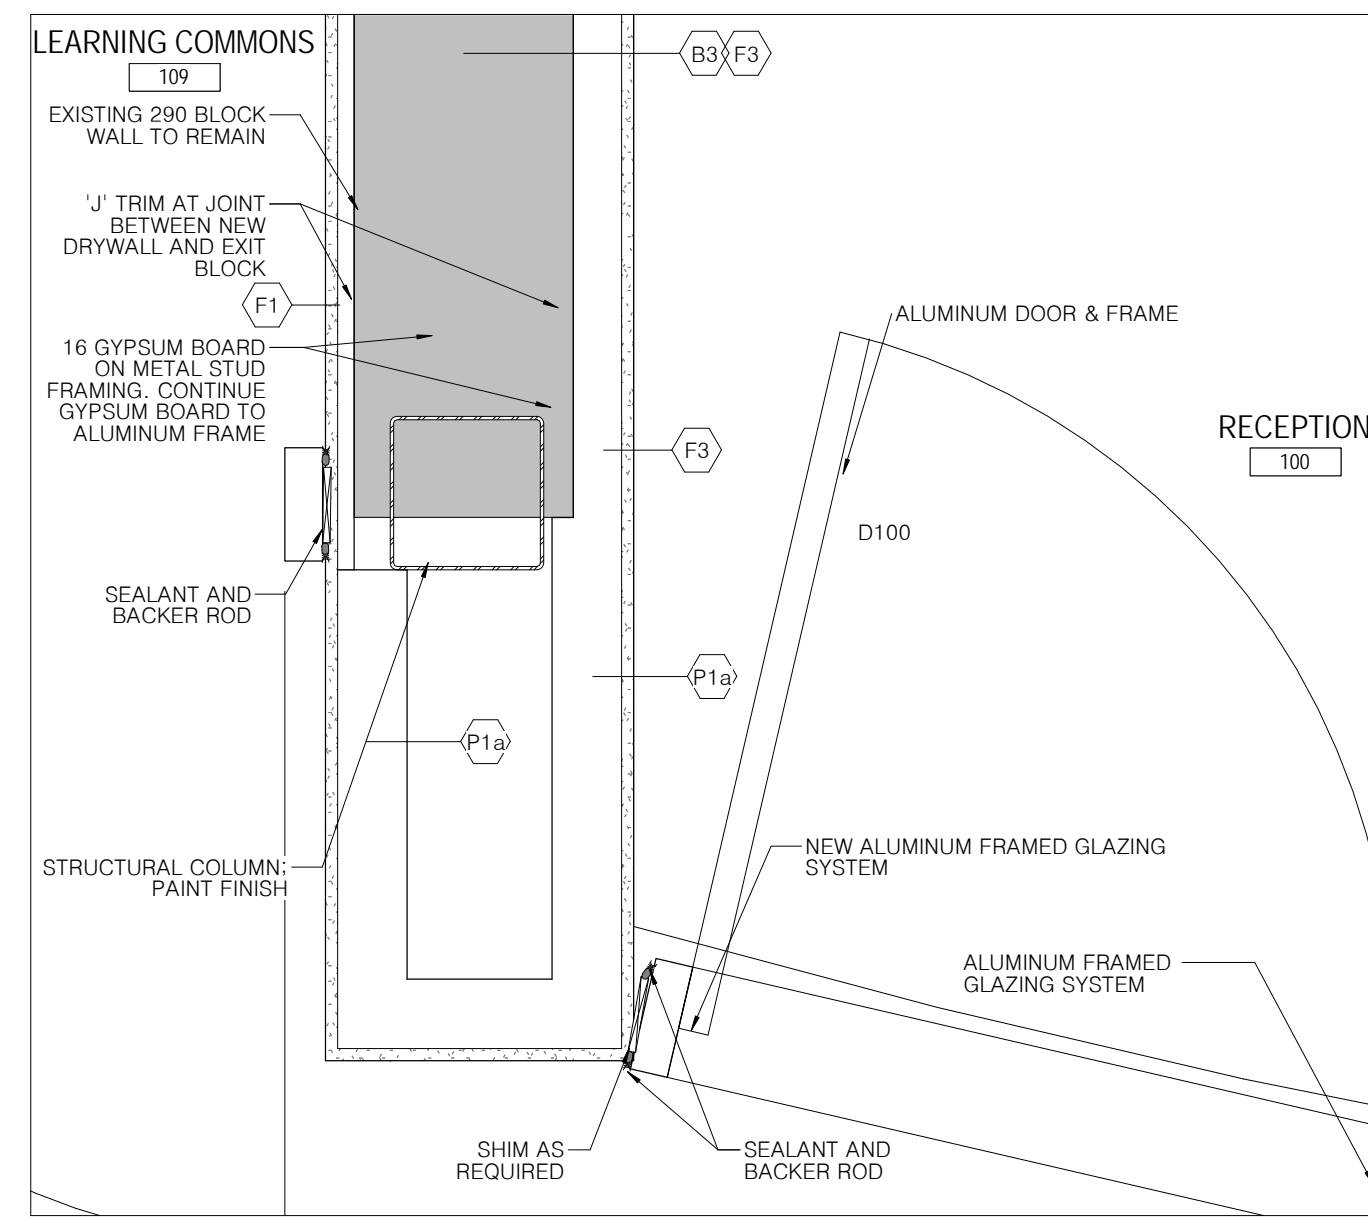 LEARNING COMMONS
109
EXISTING 290 BLOCK
WALL TO REMAIN
'J' TRIM AT JOINT
BETWEEN NEW
DRYWALL AND EXIT
BLOCK
F1
16 GYPSUM BOARD
ON METAL STUD
FRAMING. CONTINUE
GYPSUM BOARD TO
ALUMINUM FRAME
SEALANT AND
BACKER ROD
STRUCTURAL COLUMN;
PAINT FINISH
B3 F3
ALUMINUM DOOR & FRAME
RECEPTION
100
F3
D100
P1a
P1a
NEW ALUMINUM FRAMED GLAZING
SYSTEM
ALUMINUM FRAMED
GLAZING SYSTEM
SHIM AS
REQUIRED
SEALANT AND
BACKER ROD